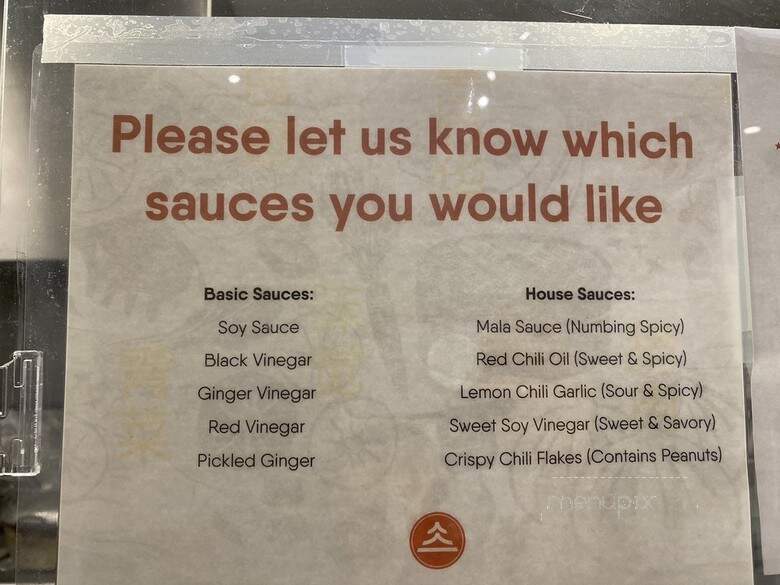 Please let us know which
sauces you would like
Basic Sauces:
Soy Sauce
Black Vinegar
Ginger Vinegar
Red Vinegar
Pickled Ginger
House Sauces:
Mala Sauce (Numbing Spicy)
Red Chili Oil (Sweet & Spicy)
Lemon Chili Garlic (Sour & Spicy)
Sweet Soy Vinegar (Sweet & Savory)
Crispy Chili Flakes (Contains Peanuts)
menupix